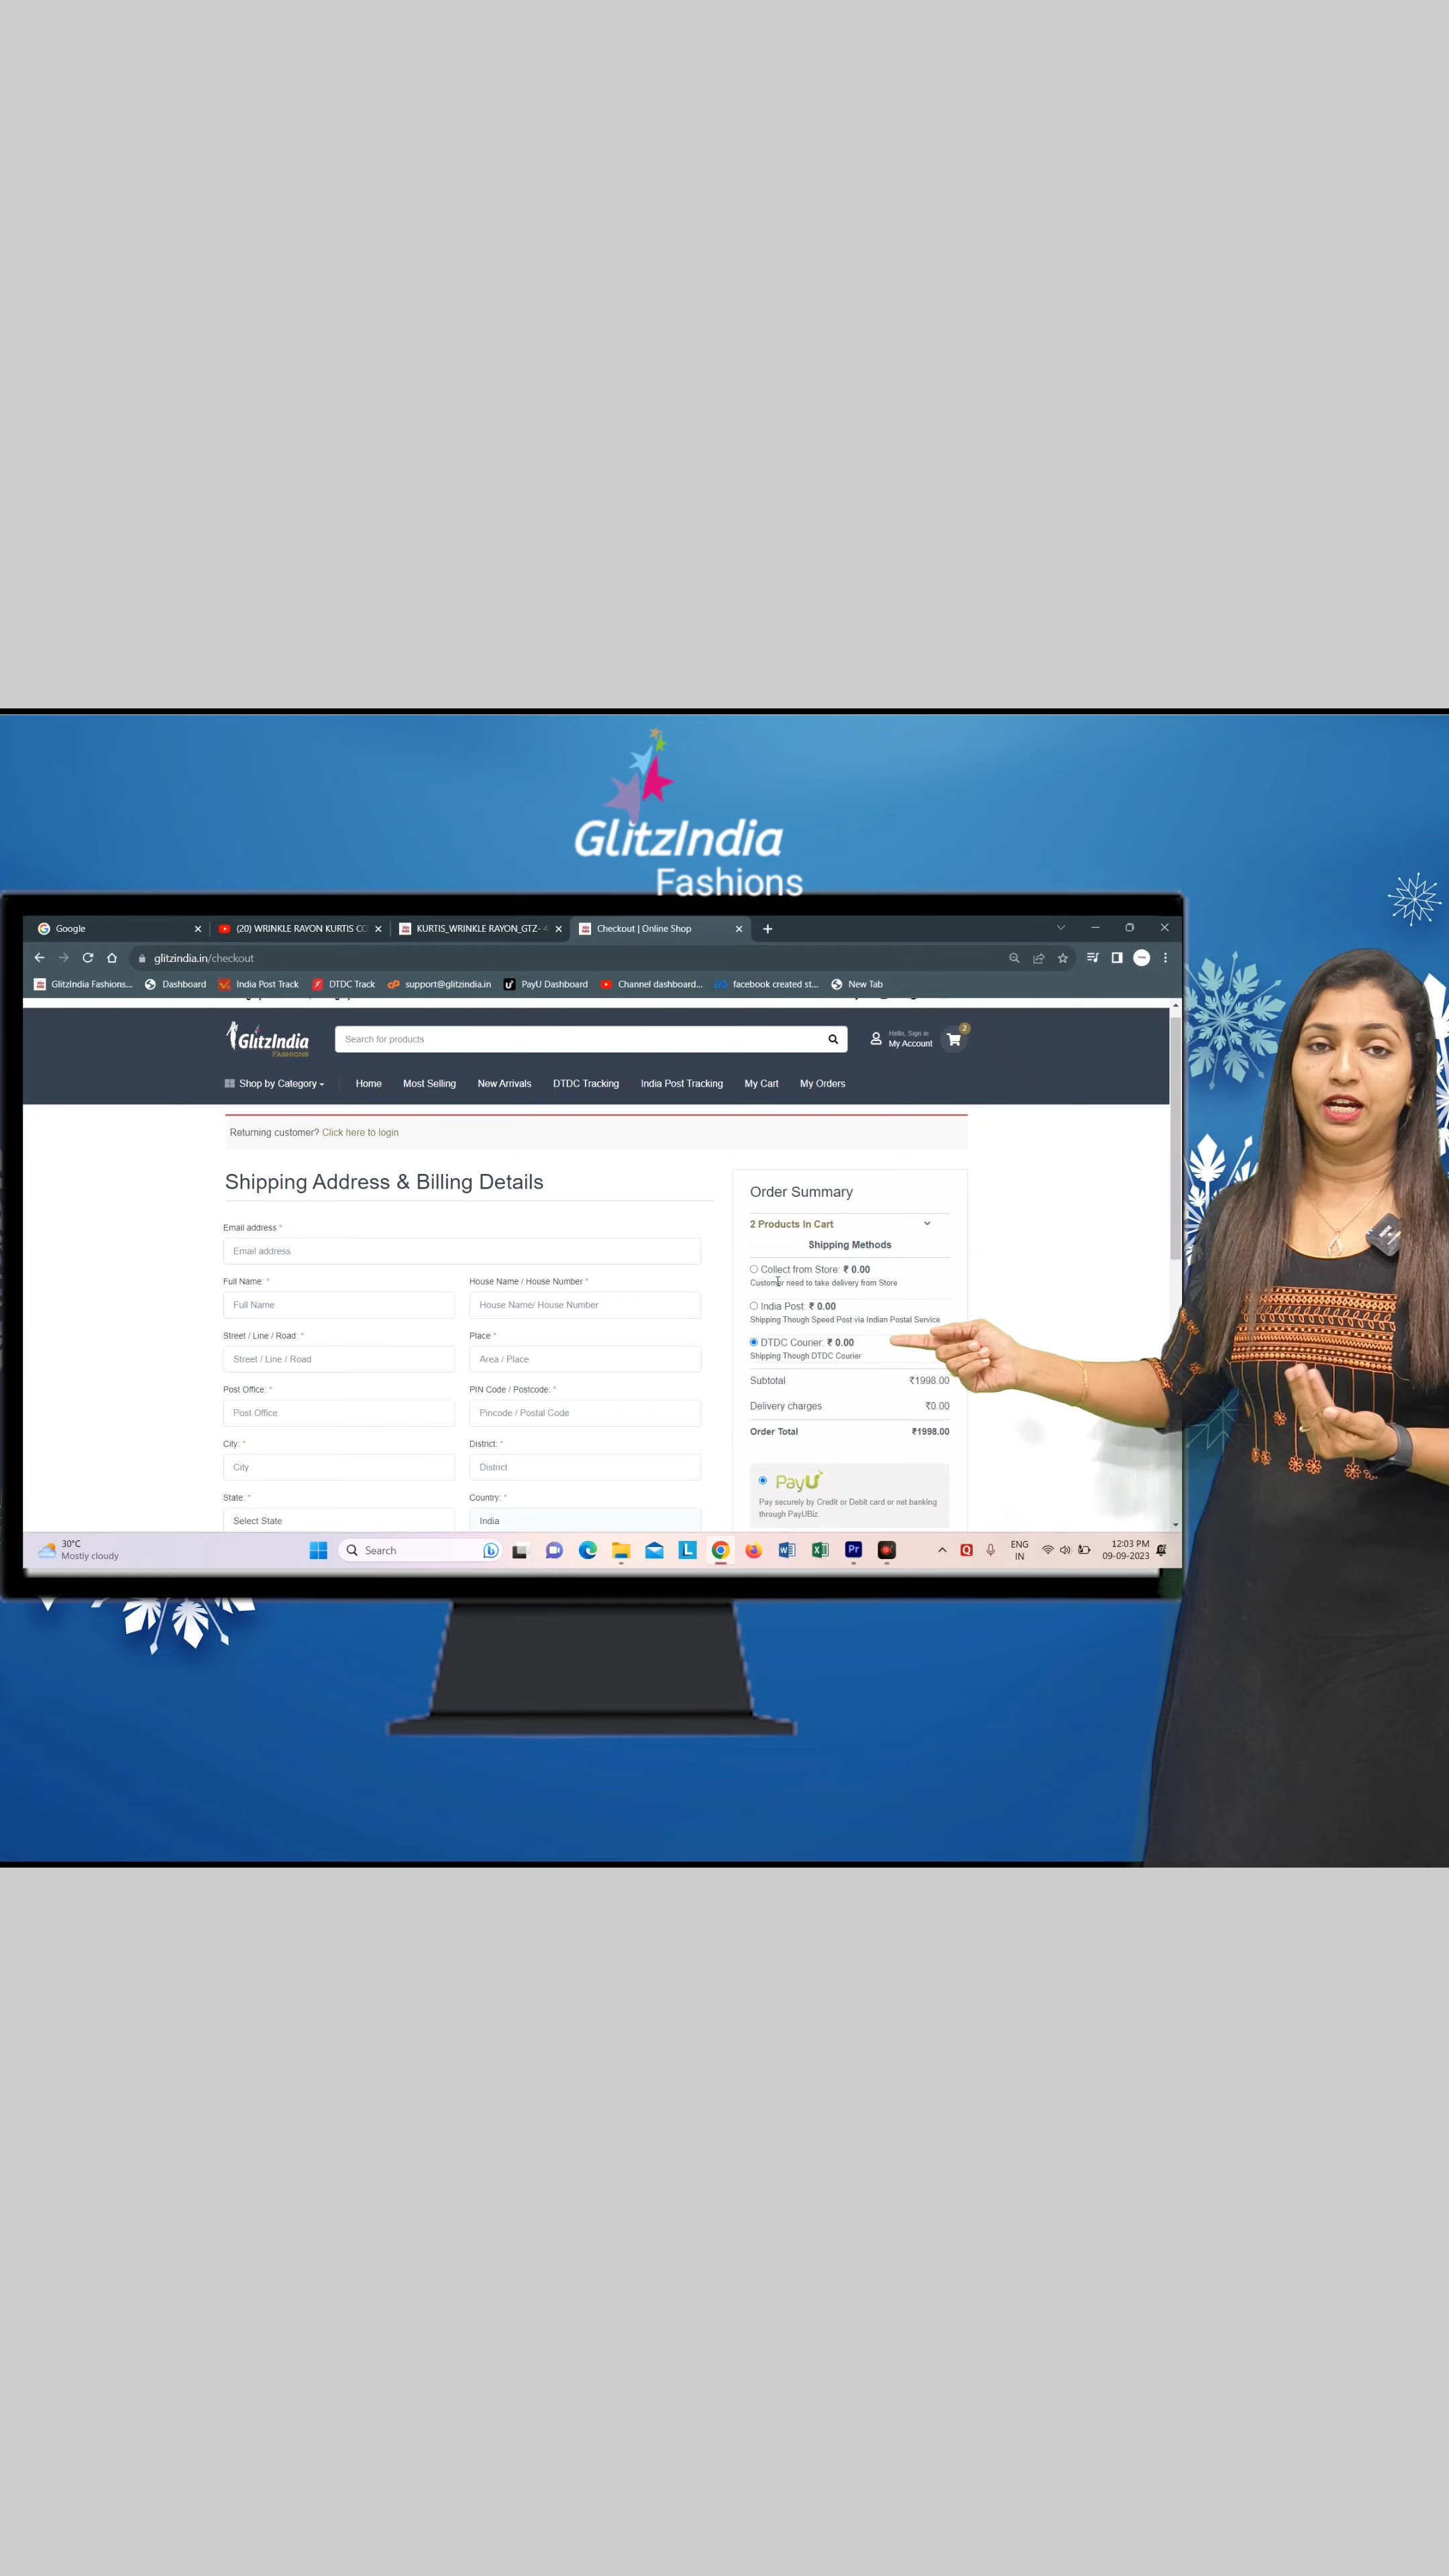 GlitzIndia
Fashions
Google
(20) WRINKLE RAYON KURTIS CO
KURTIS_WRINKLE RAYON_GTZ- 4
Checkout | Online Shop
glitzindia.in/checkout
GlitzIndia Fashions...
Dashboard
India Post Track
DTDC Track
support@glitzindia.in
PayU Dashboard
Channel dashboard...
facebook created st...
New Tab
GlitzIndia
FASHIONS
Search for products
Hello, Sign in
My Account
2
Shop by Category
Home
Most Selling
New Arrivals
DTDC Tracking
India Post Tracking
My Cart
My Orders
Returning customer? Click here to login
Shipping Address & Billing Details
Email address *
Email address
Full Name: *
House Name / House Number *
Full Name
House Name/ House Number
Street / Line / Road: *
Place *
Street / Line / Road
Area / Place
Post Office: *
PIN Code / Postcode: *
Post Office
Pincode / Postal Code
City: *
District: *
City
District
State: *
Country: *
Select State
India
Order Summary
2 Products In Cart
Shipping Methods
Collect from Store: ₹ 0.00
Customer need to take delivery from Store
India Post: ₹ 0.00
Shipping Though Speed Post via Indian Postal Service
DTDC Courier: ₹ 0.00
Shipping Though DTDC Courier
Subtotal ₹1998.00
Delivery charges ₹0.00
Order Total ₹1998.00
PayU
Pay securely by Credit or Debit card or net banking
through PayUBiz.
30°C
Mostly cloudy
Search
L
W
X
Pr
Q
ENG
IN
12:03 PM
09-09-2023